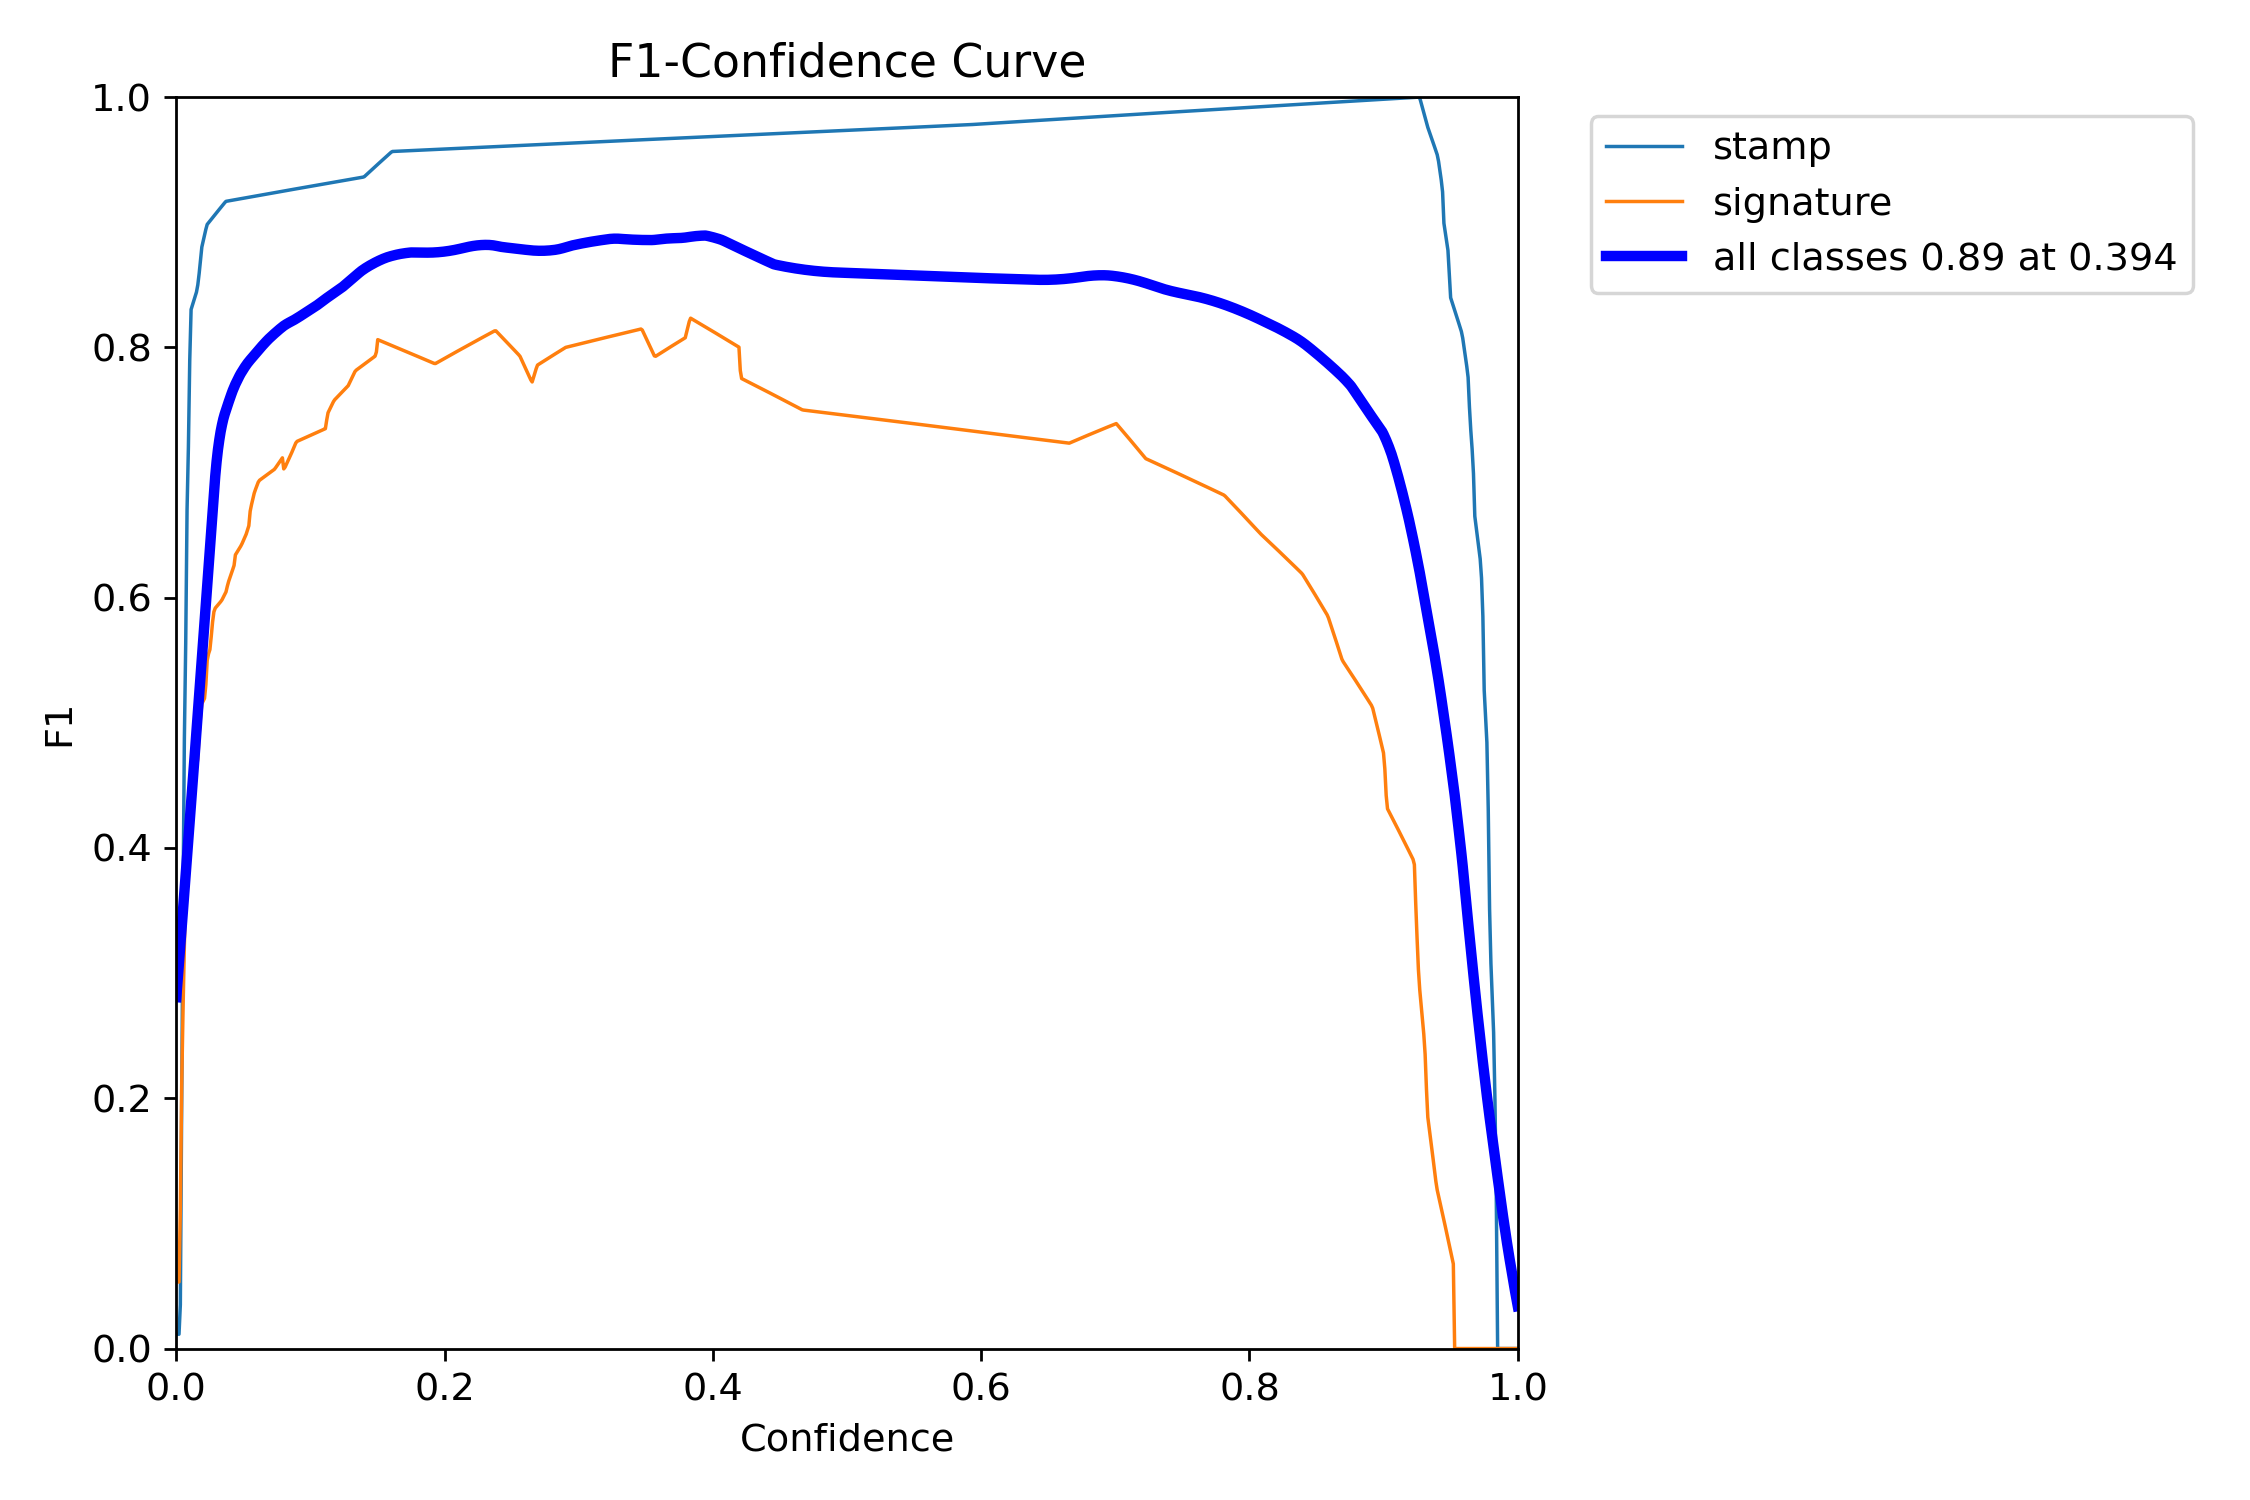 F1-Confidence Curve
1.0
0.8
0.6
0.4
0.2
0.0
F1
0.0 0.2 0.4 0.6 0.8 1.0
Confidence
stamp
signature
all classes 0.89 at 0.394